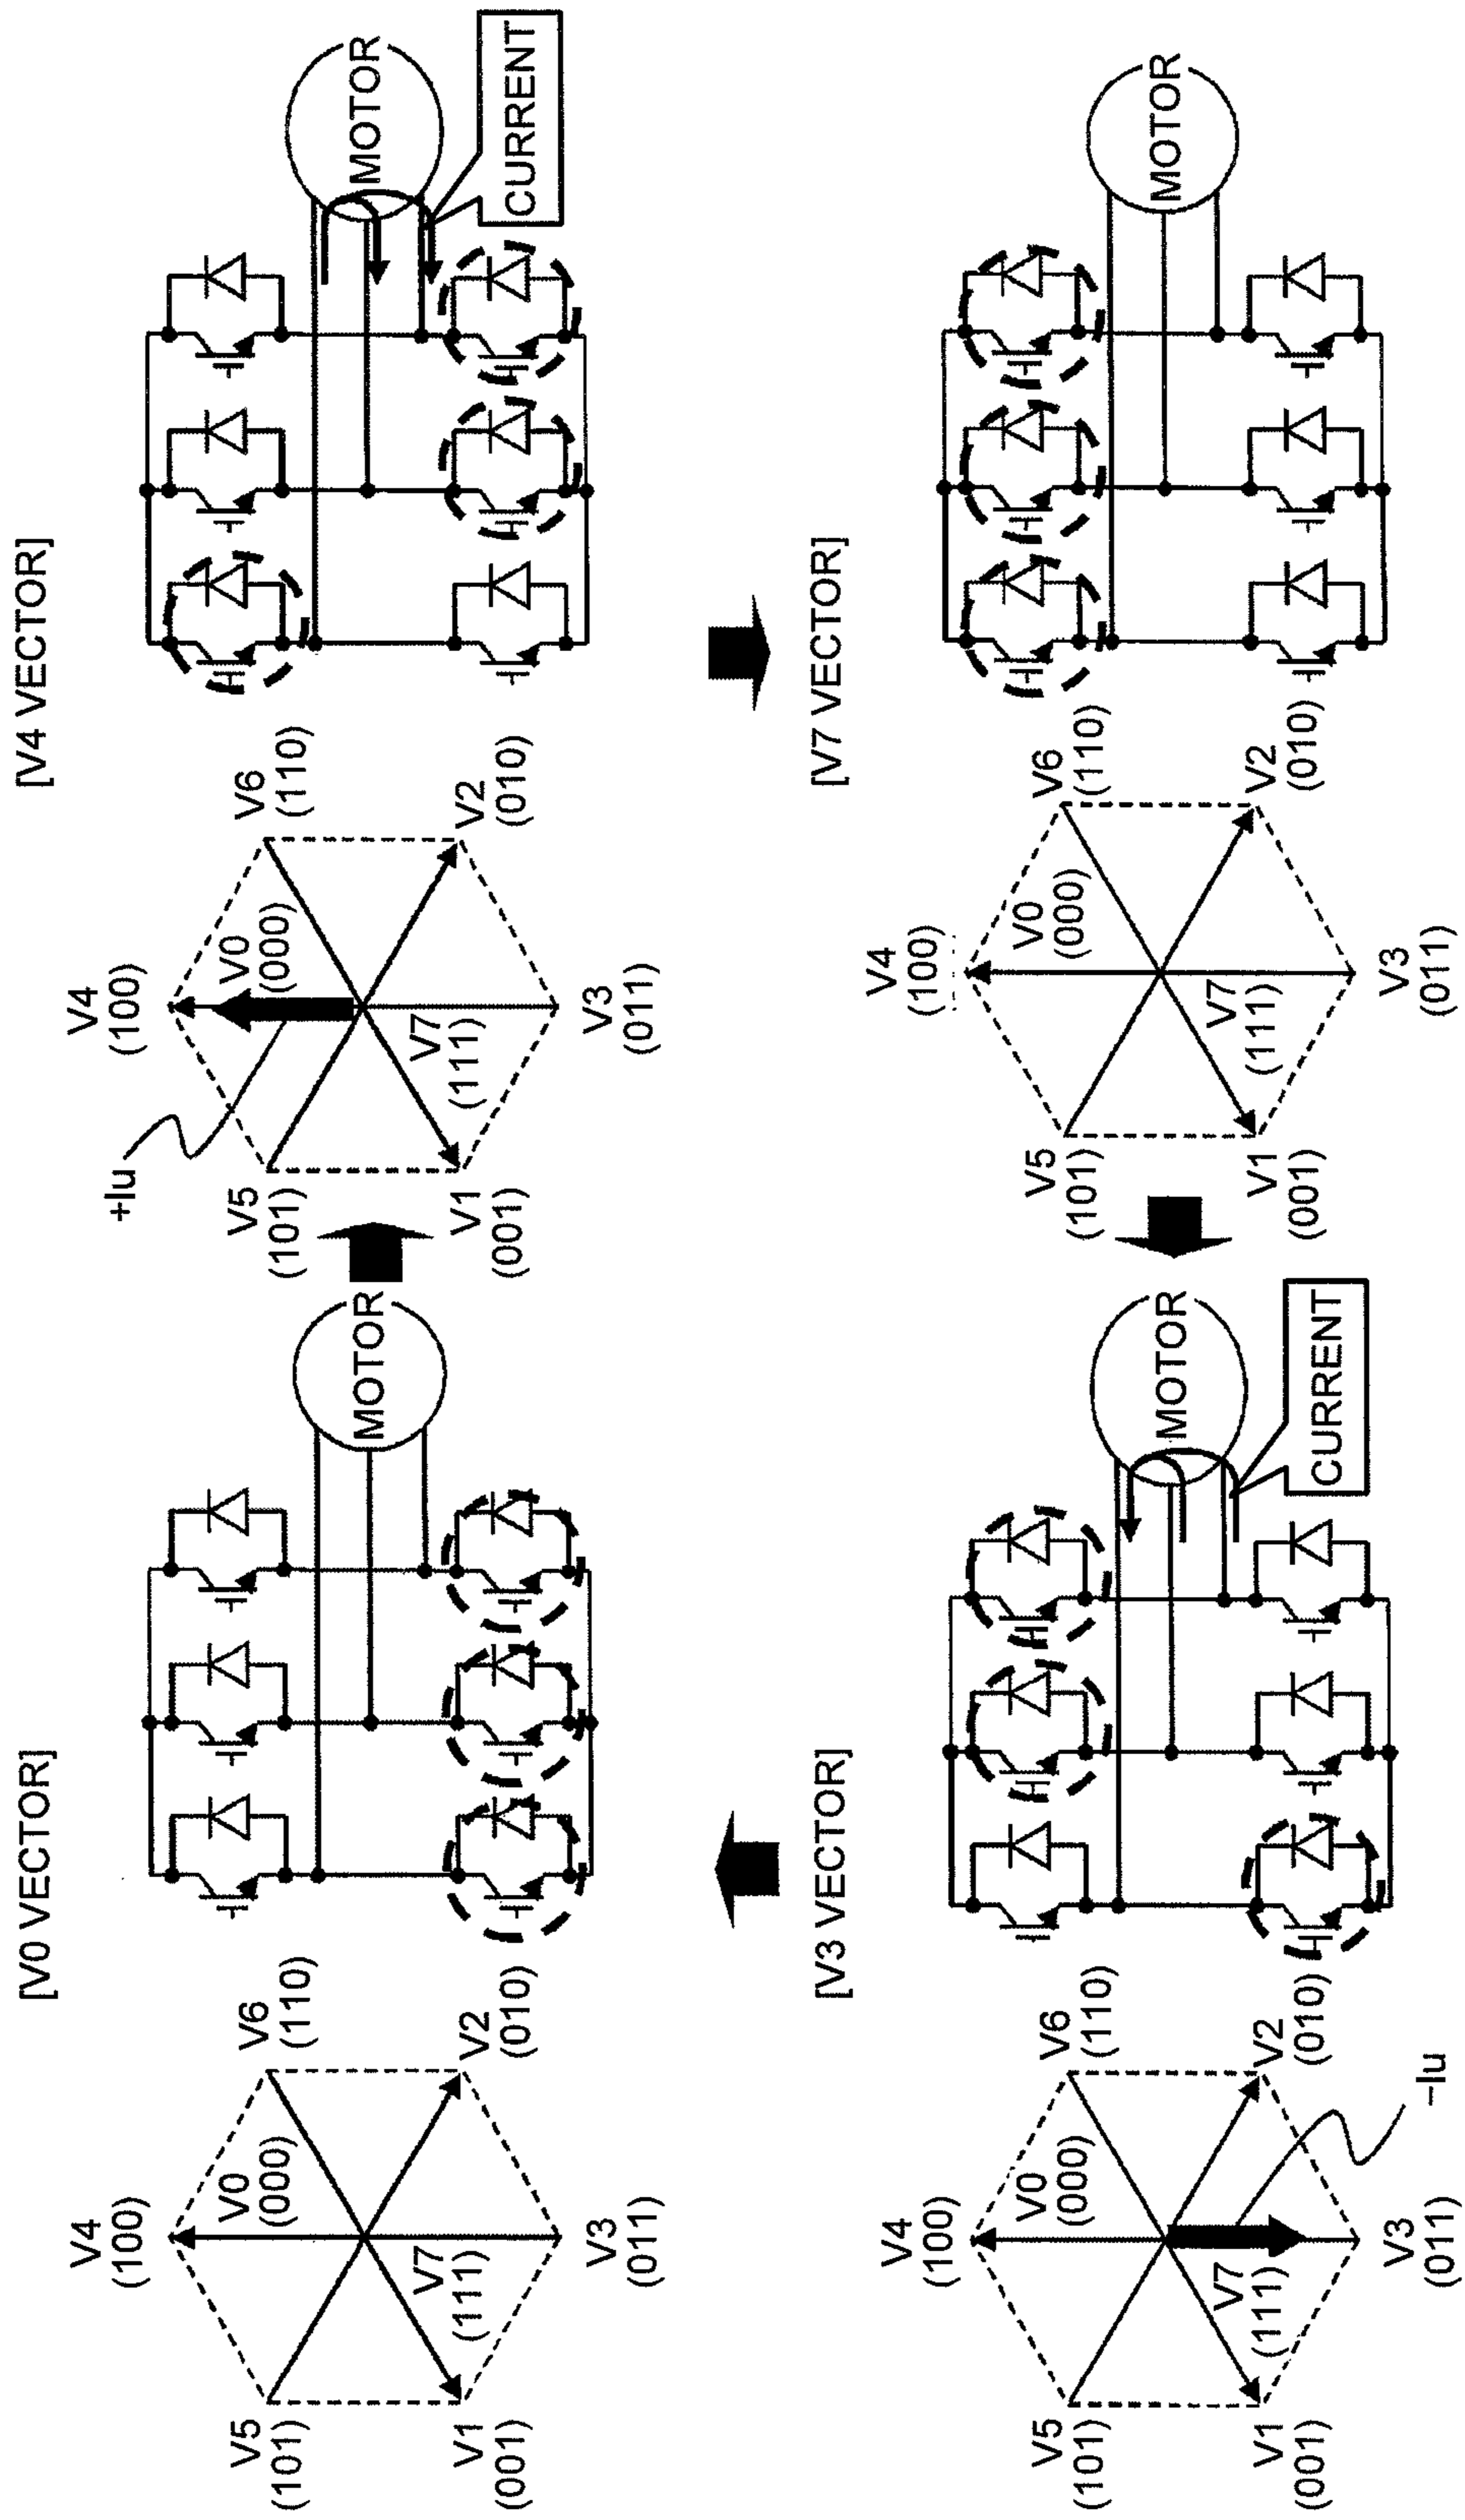 [V0 VECTOR]
V4
(100)
V5
(101)
V6
(110)
V0
(000)
V7
(111)
V1
(001)
V2
(010)
V3
(011)
MOTOR
[V4 VECTOR]
+Iu
V4
(100)
V5
(101)
V6
(110)
V0
(000)
V7
(111)
V1
(001)
V2
(010)
V3
(011)
MOTOR
CURRENT
[V3 VECTOR]
V4
(100)
V5
(101)
V6
(110)
V0
(000)
V7
(111)
V1
(001)
V2
(010)
V3
(011)
−Iu
MOTOR
CURRENT
[V7 VECTOR]
V4
(100)
V5
(101)
V6
(110)
V0
(000)
V7
(111)
V1
(001)
V2
(010)
V3
(011)
MOTOR